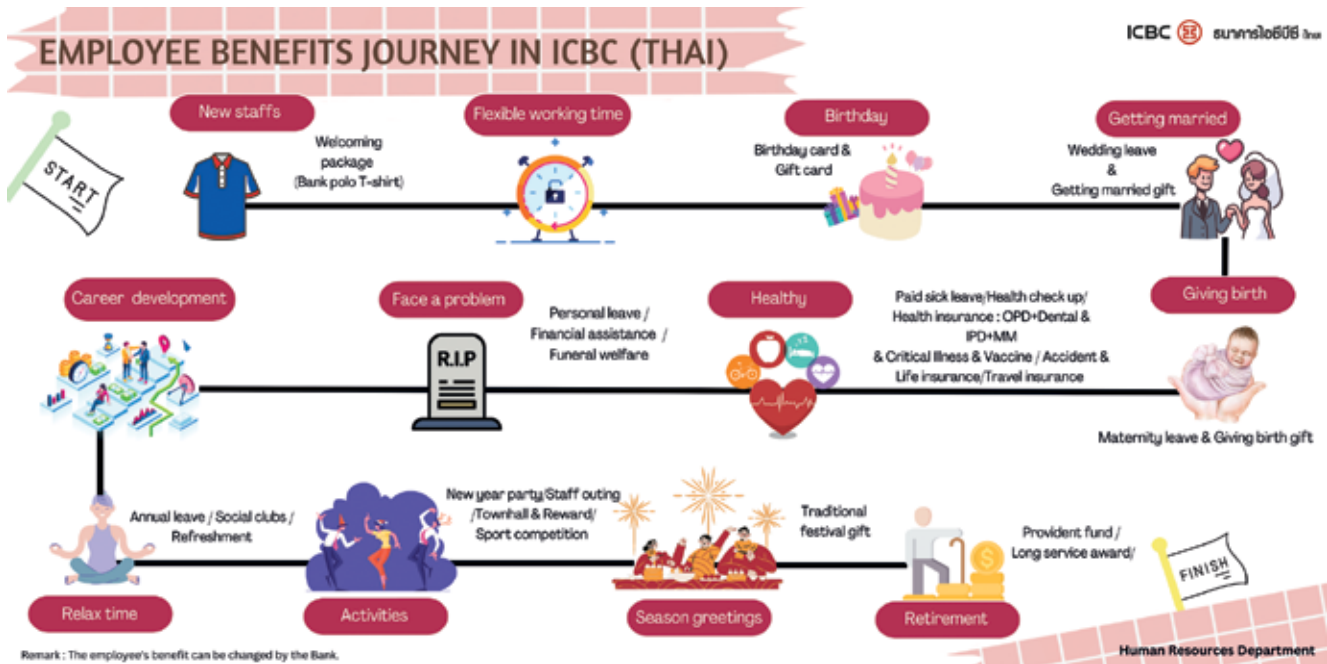 EMPLOYEE BENEFITS JOURNEY IN ICBC (THAI)
ICBC ธนาคารไอซีบีซี ไทย
START
New staffs
Welcoming
package
(Bank polo T-shirt)
Flexible working time
Birthday
Birthday card &
Gift card
Getting married
Wedding leave
&
Getting married gift
Career development
Face a problem
R.I.P
Personal leave /
Financial assistance /
Funeral welfare
Healthy
Paid sick leave/Health check up/
Health insurance : OPD+Dental &
IPD+MM
& Critical Illness & Vaccine / Accident &
Life insurance/Travel insurance
Giving birth
Maternity leave & Giving birth gift
Annual leave / Social clubs /
Refreshment
Relax time
New year party/Staff outing
/Townhall & Reward/
Sport competition
Activities
Traditional
festival gift
Season greetings
Provident fund /
Long service award/
Retirement
FINISH
Remark : The employee's benefit can be changed by the Bank.
Human Resources Department